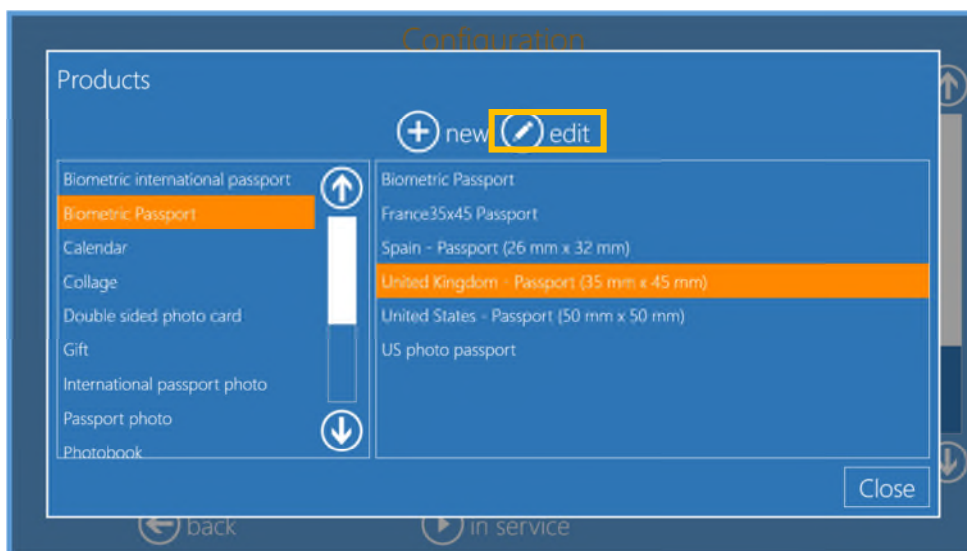 Configuration
Products
new edit
Biometric international passport
Biometric Passport
Calendar
Collage
Double sided photo card
Gift
International passport photo
Passport photo
Photobook
Biometric Passport
France35x45 Passport
Spain - Passport (26 mm x 32 mm)
United Kingdom - Passport (35 mm x 45 mm)
United States - Passport (50 mm x 50 mm)
US photo passport
Close
back
in service